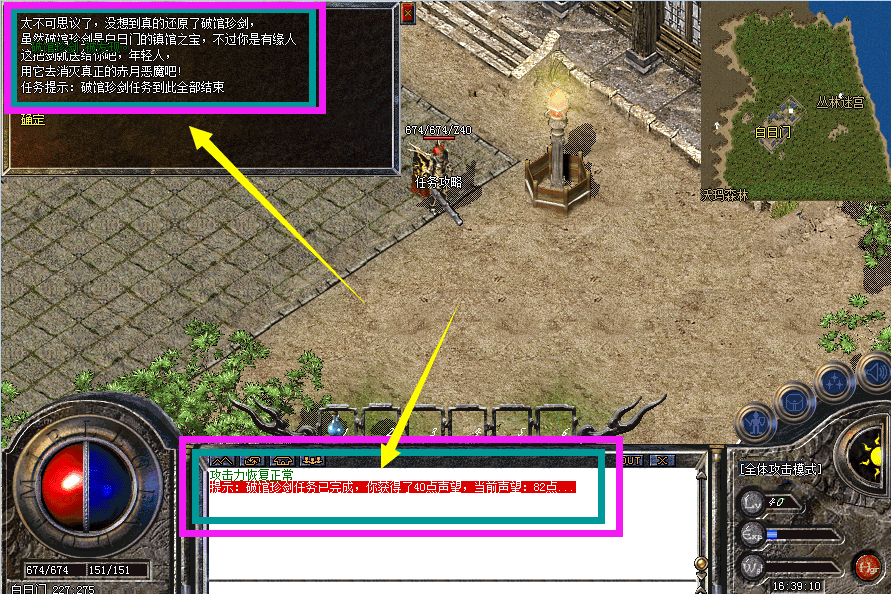 太不可思议了，没想到真的还原了破馆珍剑，
虽然破馆珍剑是白日门的镇馆之宝，不过你是有缘人
这把剑就送给你吧，年轻人，
用它去消灭真正的赤月恶魔吧！
任务提示：破馆珍剑任务到此全部结束
确定
674/674/Z40
任务攻略
丛林迷宫
白日门
沃玛森林
OUT
攻击力恢复正常
提示：破馆珍剑任务已完成，你获得了40点声望，当前声望：82点...
[全体攻击模式]
Lv 40
Exp
W
674/674 151/151
白日门 227:275
16:39:10